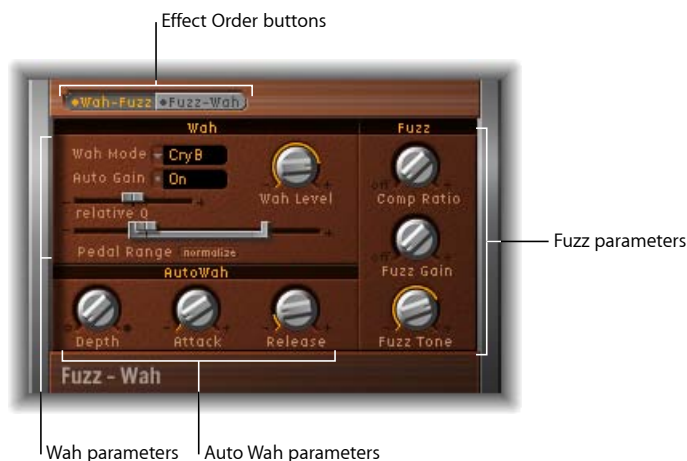 Effect Order buttons
Wah-Fuzz Fuzz-Wah
Wah
Fuzz
Wah Mode CryB
Auto Gain On
Wah Level
Comp Ratio
off
- relative Q +
Pedal Range normalize
Fuzz parameters
off
Fuzz Gain
AutoWah
Depth
Attack
Release
Fuzz Tone
Fuzz - Wah
Wah parameters
Auto Wah parameters